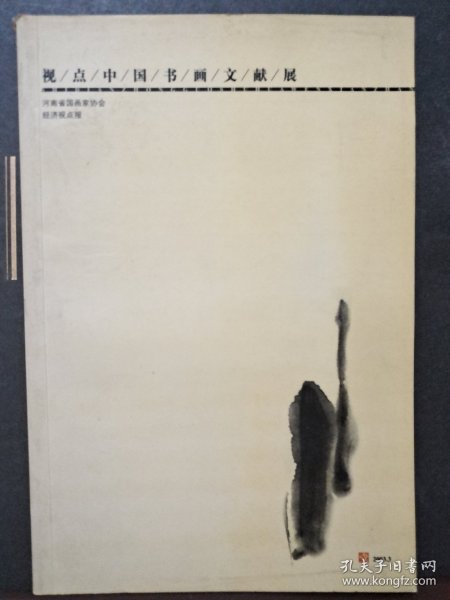 视/点/中/国/书/画/文/献/展
河南省国画家协会
经济视点报
孔夫子旧书网
www.kongfz.com